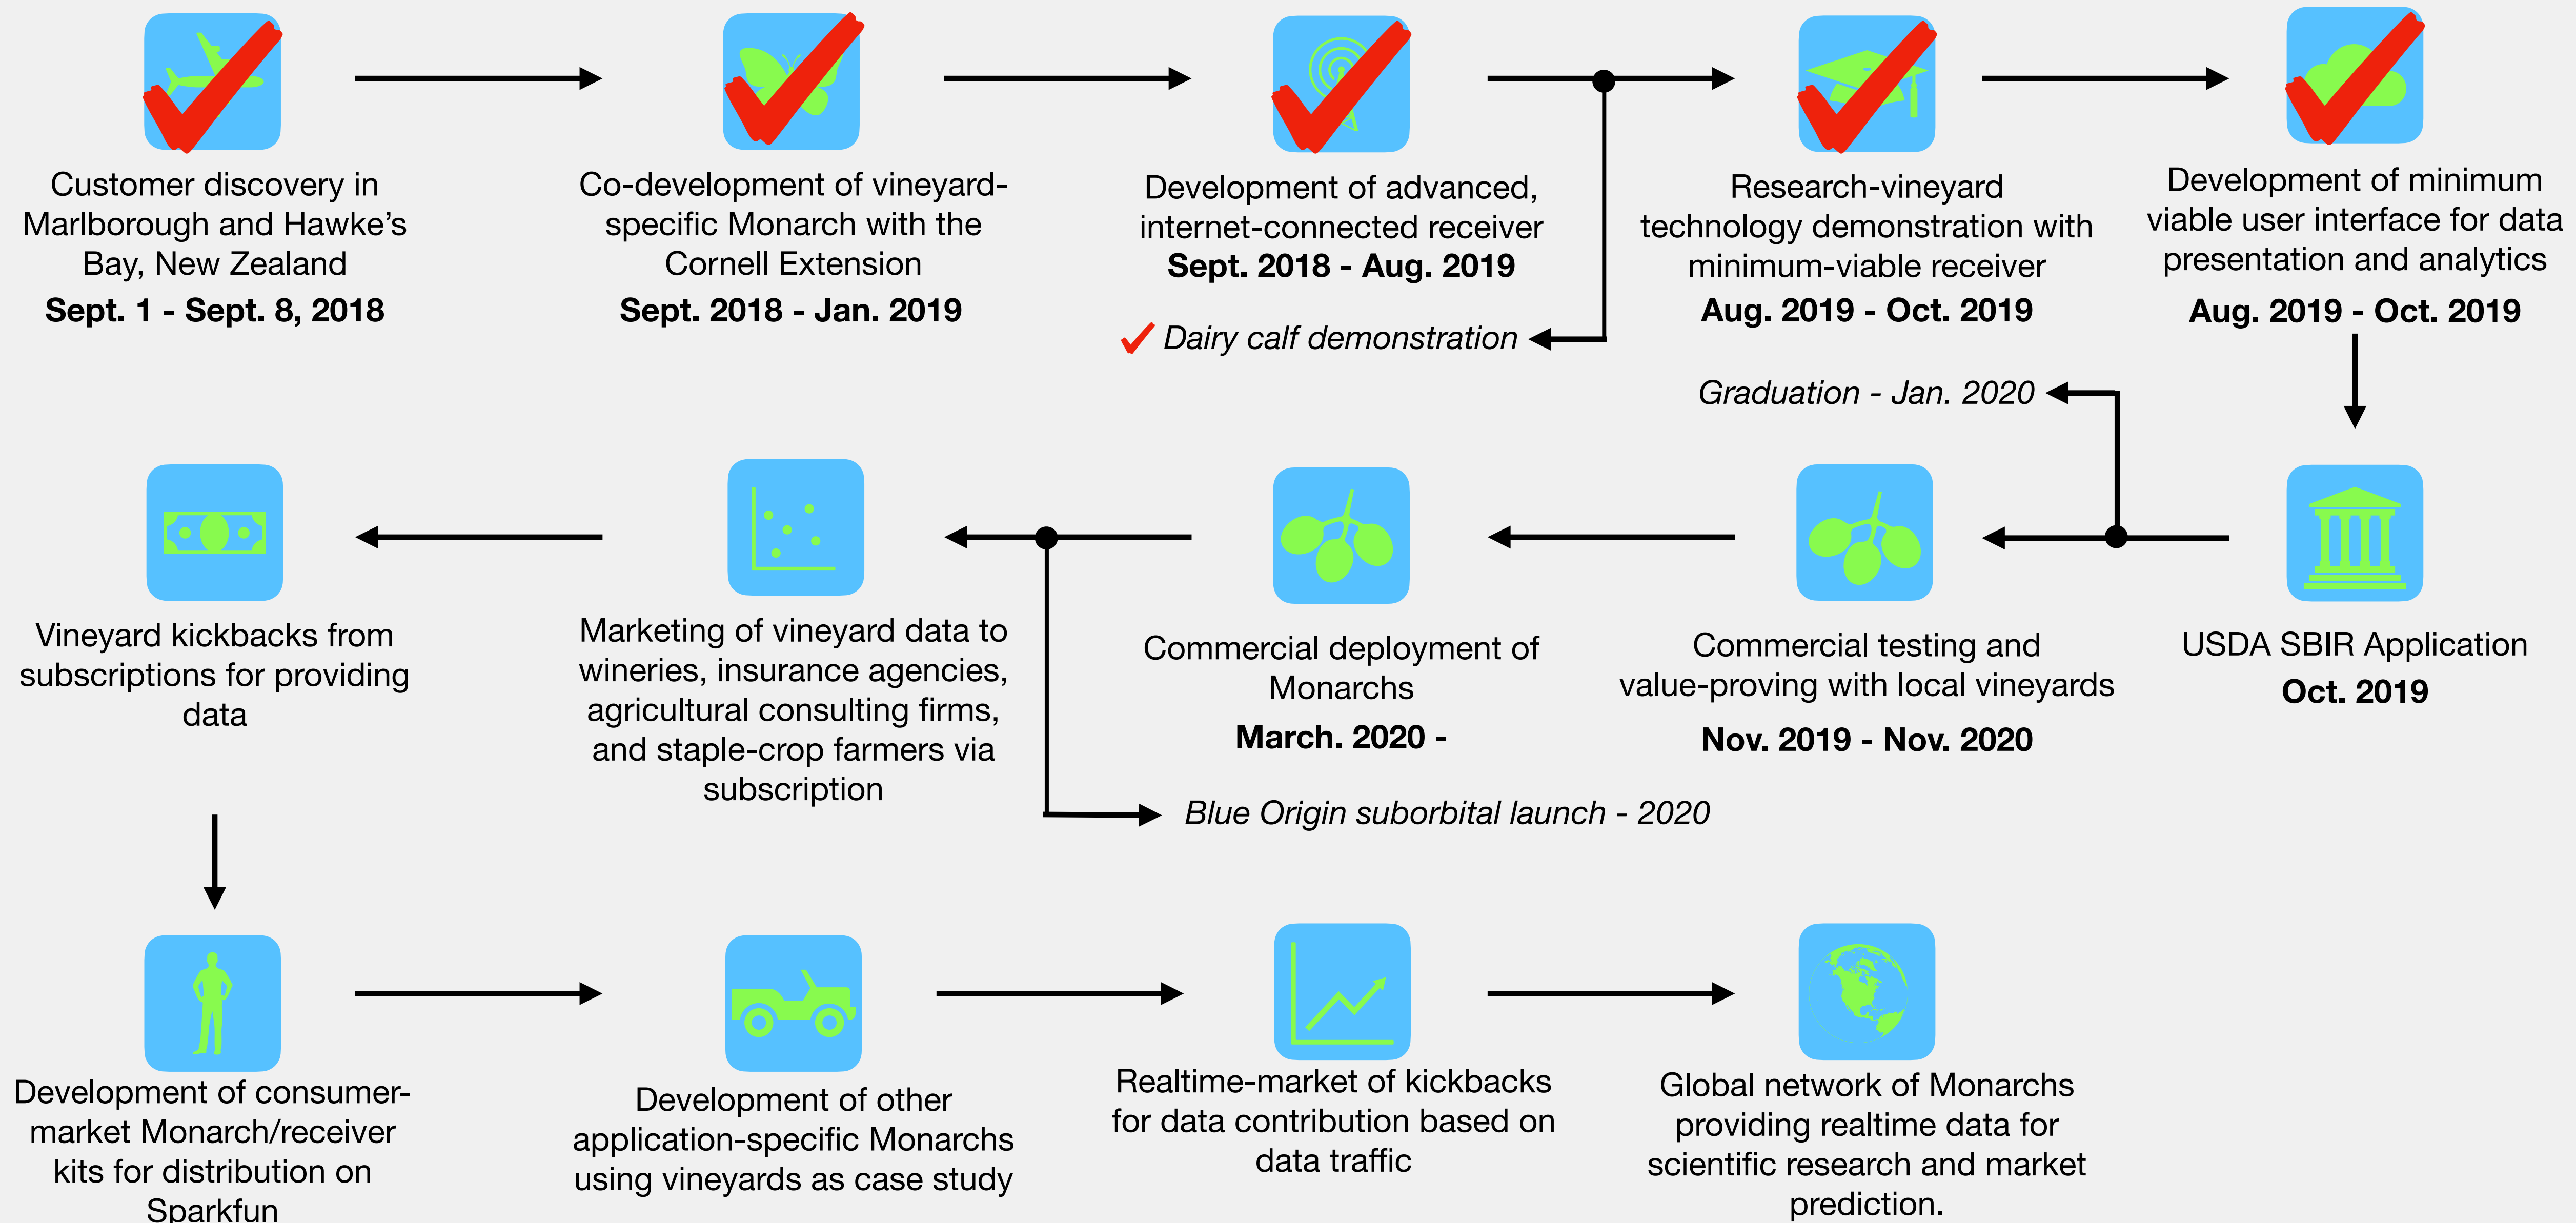 Customer discovery in
Marlborough and Hawke's
Bay, New Zealand
Sept. 1 - Sept. 8, 2018
Co-development of vineyard-
specific Monarch with the
Cornell Extension
Sept. 2018 - Jan. 2019
Development of advanced,
internet-connected receiver
Sept. 2018 - Aug. 2019
Dairy calf demonstration
Research-vineyard
technology demonstration with
minimum-viable receiver
Aug. 2019 - Oct. 2019
Development of minimum
viable user interface for data
presentation and analytics
Aug. 2019 - Oct. 2019
Graduation - Jan. 2020
USDA SBIR Application
Oct. 2019
Commercial testing and
value-proving with local vineyards
Nov. 2019 - Nov. 2020
Commercial deployment of
Monarchs
March. 2020 -
Blue Origin suborbital launch - 2020
Marketing of vineyard data to
wineries, insurance agencies,
agricultural consulting firms,
and staple-crop farmers via
subscription
Vineyard kickbacks from
subscriptions for providing
data
Development of consumer-
market Monarch/receiver
kits for distribution on
Sparkfun
Development of other
application-specific Monarchs
using vineyards as case study
Realtime-market of kickbacks
for data contribution based on
data traffic
Global network of Monarchs
providing realtime data for
scientific research and market
prediction.